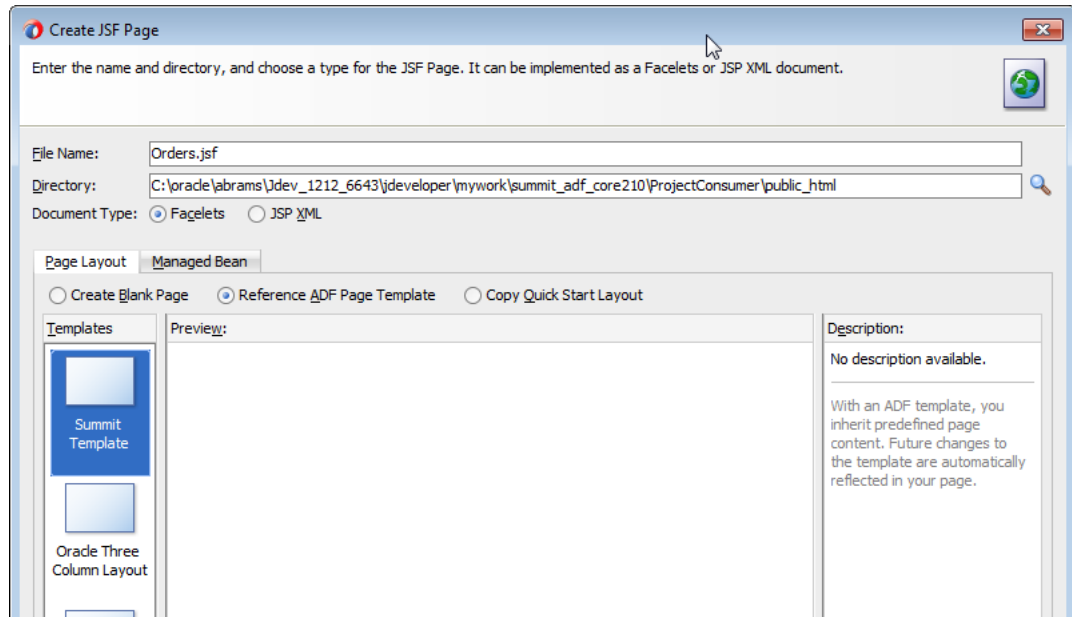 Create JSF Page
Enter the name and directory, and choose a type for the JSF Page. It can be implemented as a Facelets or JSP XML document.
File Name: Orders.jsf
Directory: C:\oracle\abrams\Jdev_1212_6643\jdeveloper\mywork\summit_adf_core210\ProjectConsumer\public_html
Document Type: Facelets JSP XML
Page Layout Managed Bean
Create Blank Page Reference ADF Page Template Copy Quick Start Layout
Templates
Summit
Template
Oracle Three
Column Layout
Preview:
Description:
No description available.
With an ADF template, you
inherit predefined page
content. Future changes to
the template are automatically
reflected in your page.